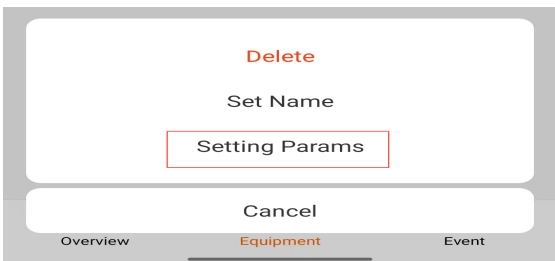 Delete
Set Name
Setting Params
Cancel
Overview Equipment Event